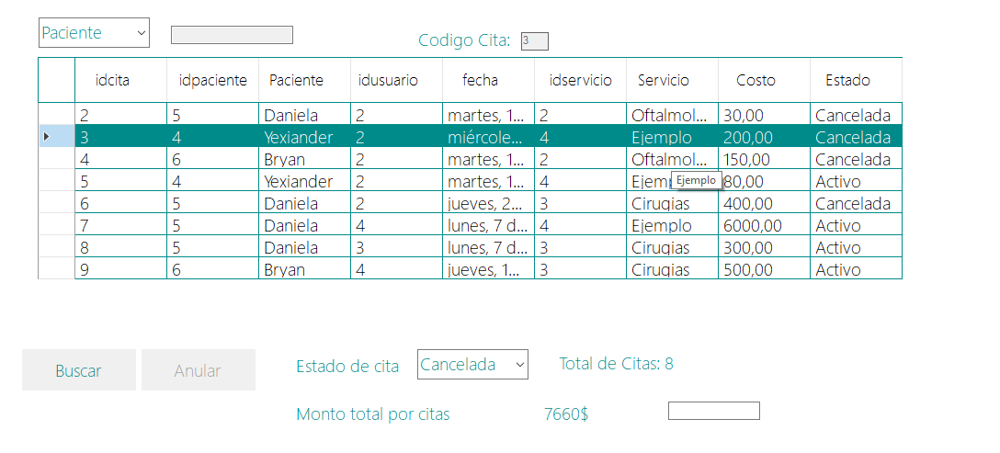 Paciente
Codigo Cita: 3
idcita idpaciente Paciente idusuario fecha idservicio Servicio Costo Estado
2 5 Daniela 2 martes, 1... 2 Oftalmol... 30,00 Cancelada
3 4 Yexiander 2 miércole... 4 Ejemplo 200,00 Cancelada
4 6 Bryan 2 martes, 1... 2 Oftalmol... 150,00 Cancelada
5 4 Yexiander 2 martes, 1... 4 Ejem 80,00 Activo
Ejemplo
6 5 Daniela 2 jueves, 2... 3 Cirugias 400,00 Cancelada
7 5 Daniela 4 lunes, 7 d... 4 Ejemplo 6000,00 Activo
8 5 Daniela 3 lunes, 7 d... 3 Cirugias 300,00 Activo
9 6 Bryan 4 jueves, 1... 3 Cirugias 500,00 Activo
Buscar Anular Estado de cita Cancelada Total de Citas: 8
Monto total por citas 7660$